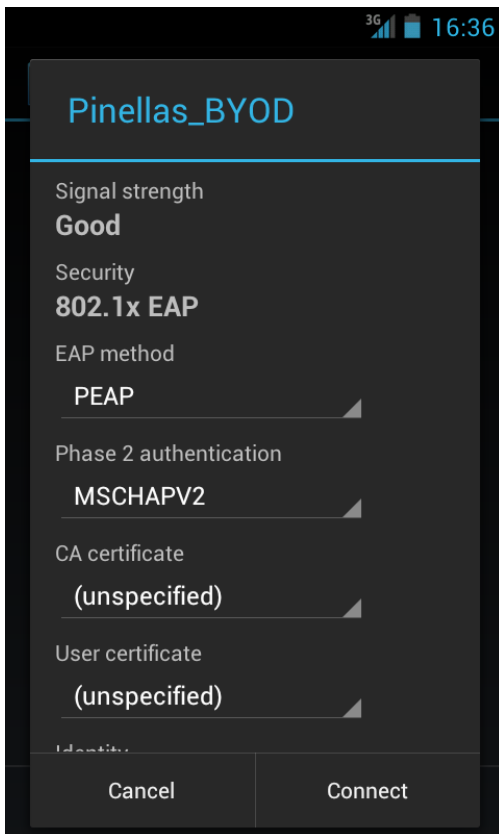 3G 16:36
Pinellas_BYOD
Signal strength
Good
Security
802.1x EAP
EAP method
PEAP
Phase 2 authentication
MSCHAPV2
CA certificate
(unspecified)
User certificate
(unspecified)
Identity
Cancel Connect